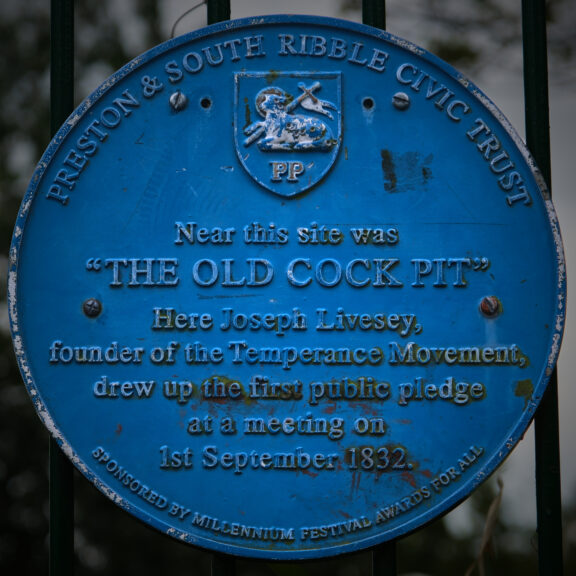 PRESTON & SOUTH RIBBLE CIVIC TRUST
PP
Near this site was
"THE OLD COCK PIT"
Here Joseph Livesey,
founder of the Temperance Movement,
drew up the first public pledge
at a meeting on
1st September 1832.
SPONSORED BY MILLENNIUM FESTIVAL AWARDS FOR ALL